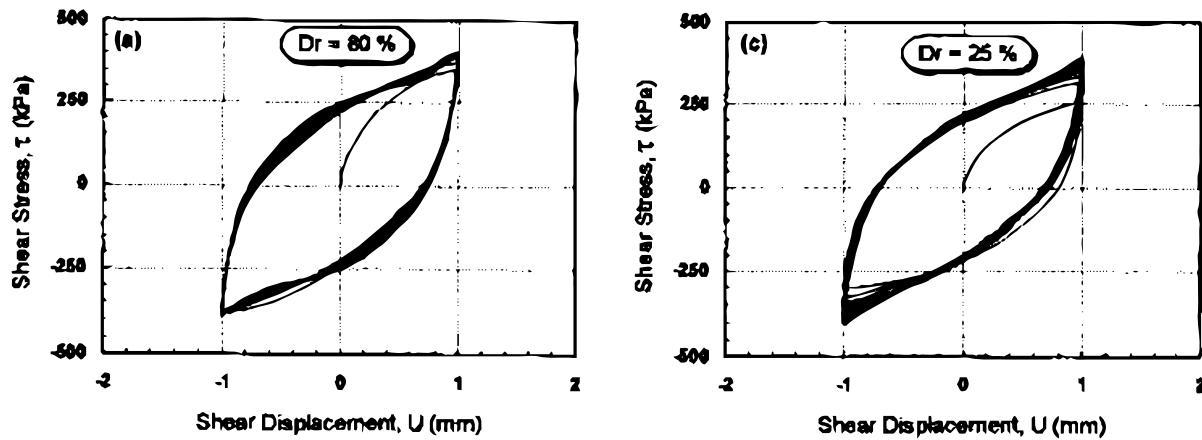 500
(a)
Dr = 80 %
250
0
-250
-500
Shear Stress, τ (kPa)
-2 -1 0 1 2
Shear Displacement, U (mm)
500
(c)
Dr = 25 %
250
0
-250
-500
Shear Stress, τ (kPa)
-2 -1 0 1 2
Shear Displacement, U (mm)